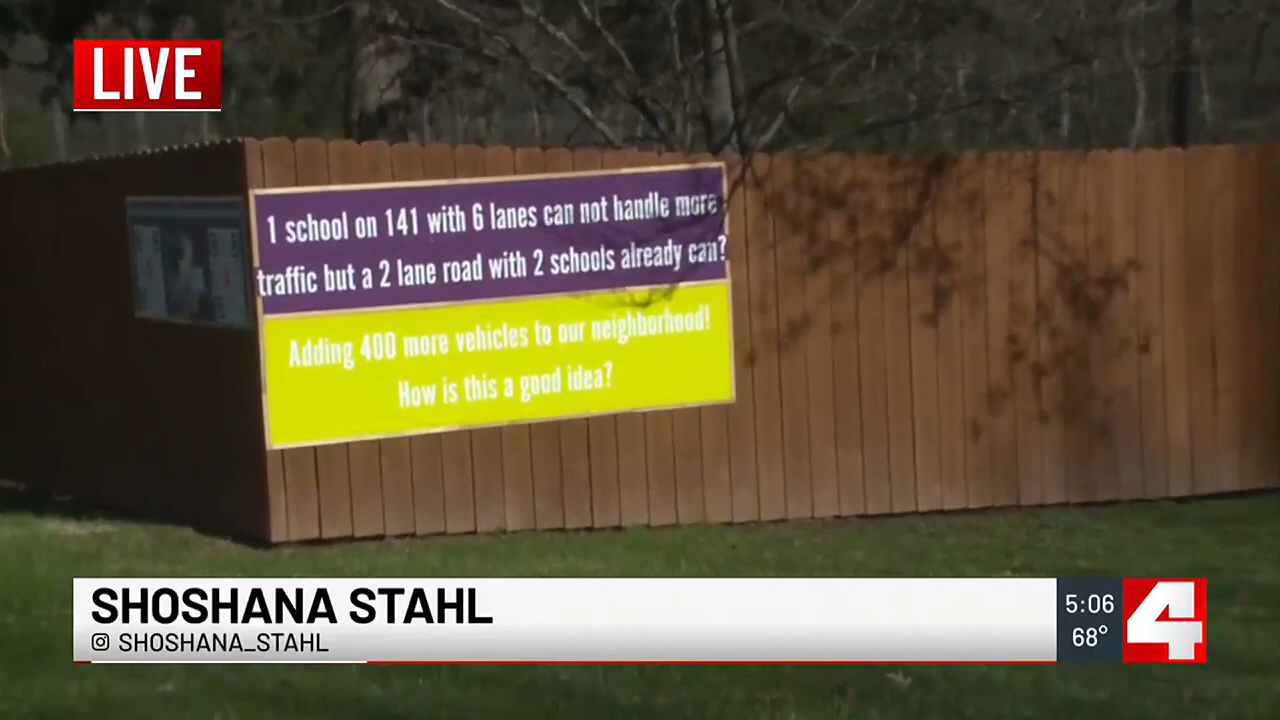 LIVE
1 school on 141 with 6 lanes can not handle more
traffic but a 2 lane road with 2 schools already can?
Adding 400 more vehicles to our neighborhood!
How is this a good idea?
SHOSHANA STAHL
SHOSHANA_STAHL
5:06
68°
4